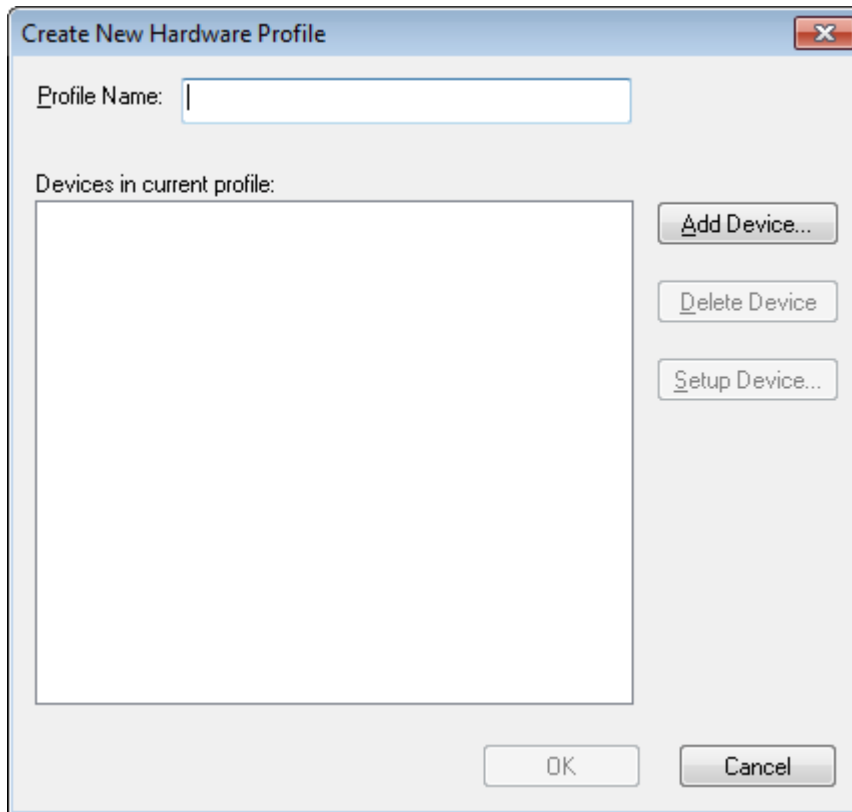 Create New Hardware Profile
Profile Name:
Devices in current profile:
Add Device...
Delete Device
Setup Device...
OK
Cancel